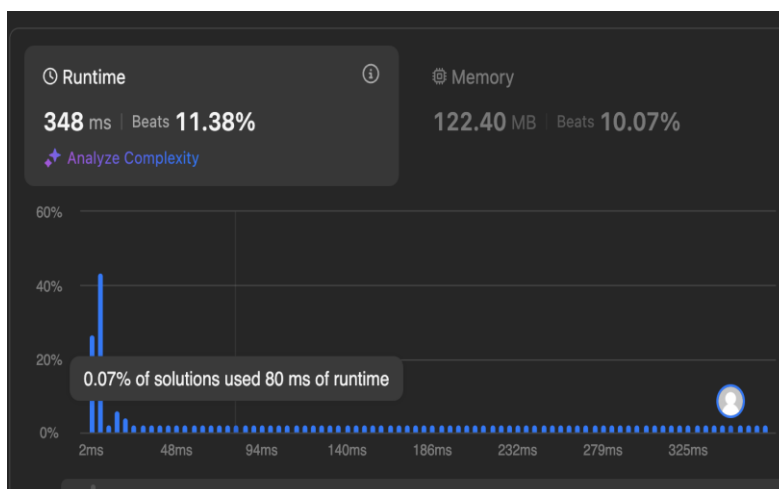 Runtime
348 ms | Beats 11.38%
Analyze Complexity
Memory
122.40 MB | Beats 10.07%
60%
40%
20%
0.07% of solutions used 80 ms of runtime
0%
2ms 48ms 94ms 140ms 186ms 232ms 279ms 325ms